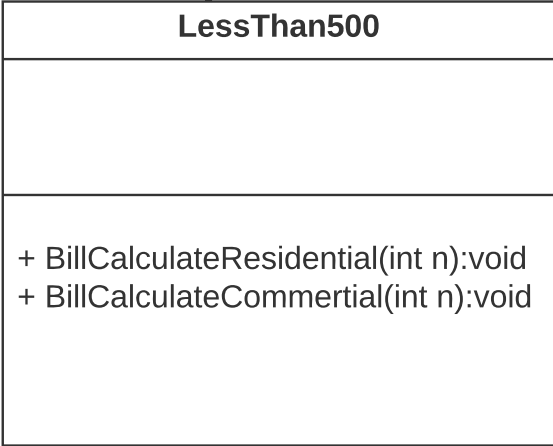 LessThan500
+ BillCalculateResidential(int n):void
+ BillCalculateCommertial(int n):void